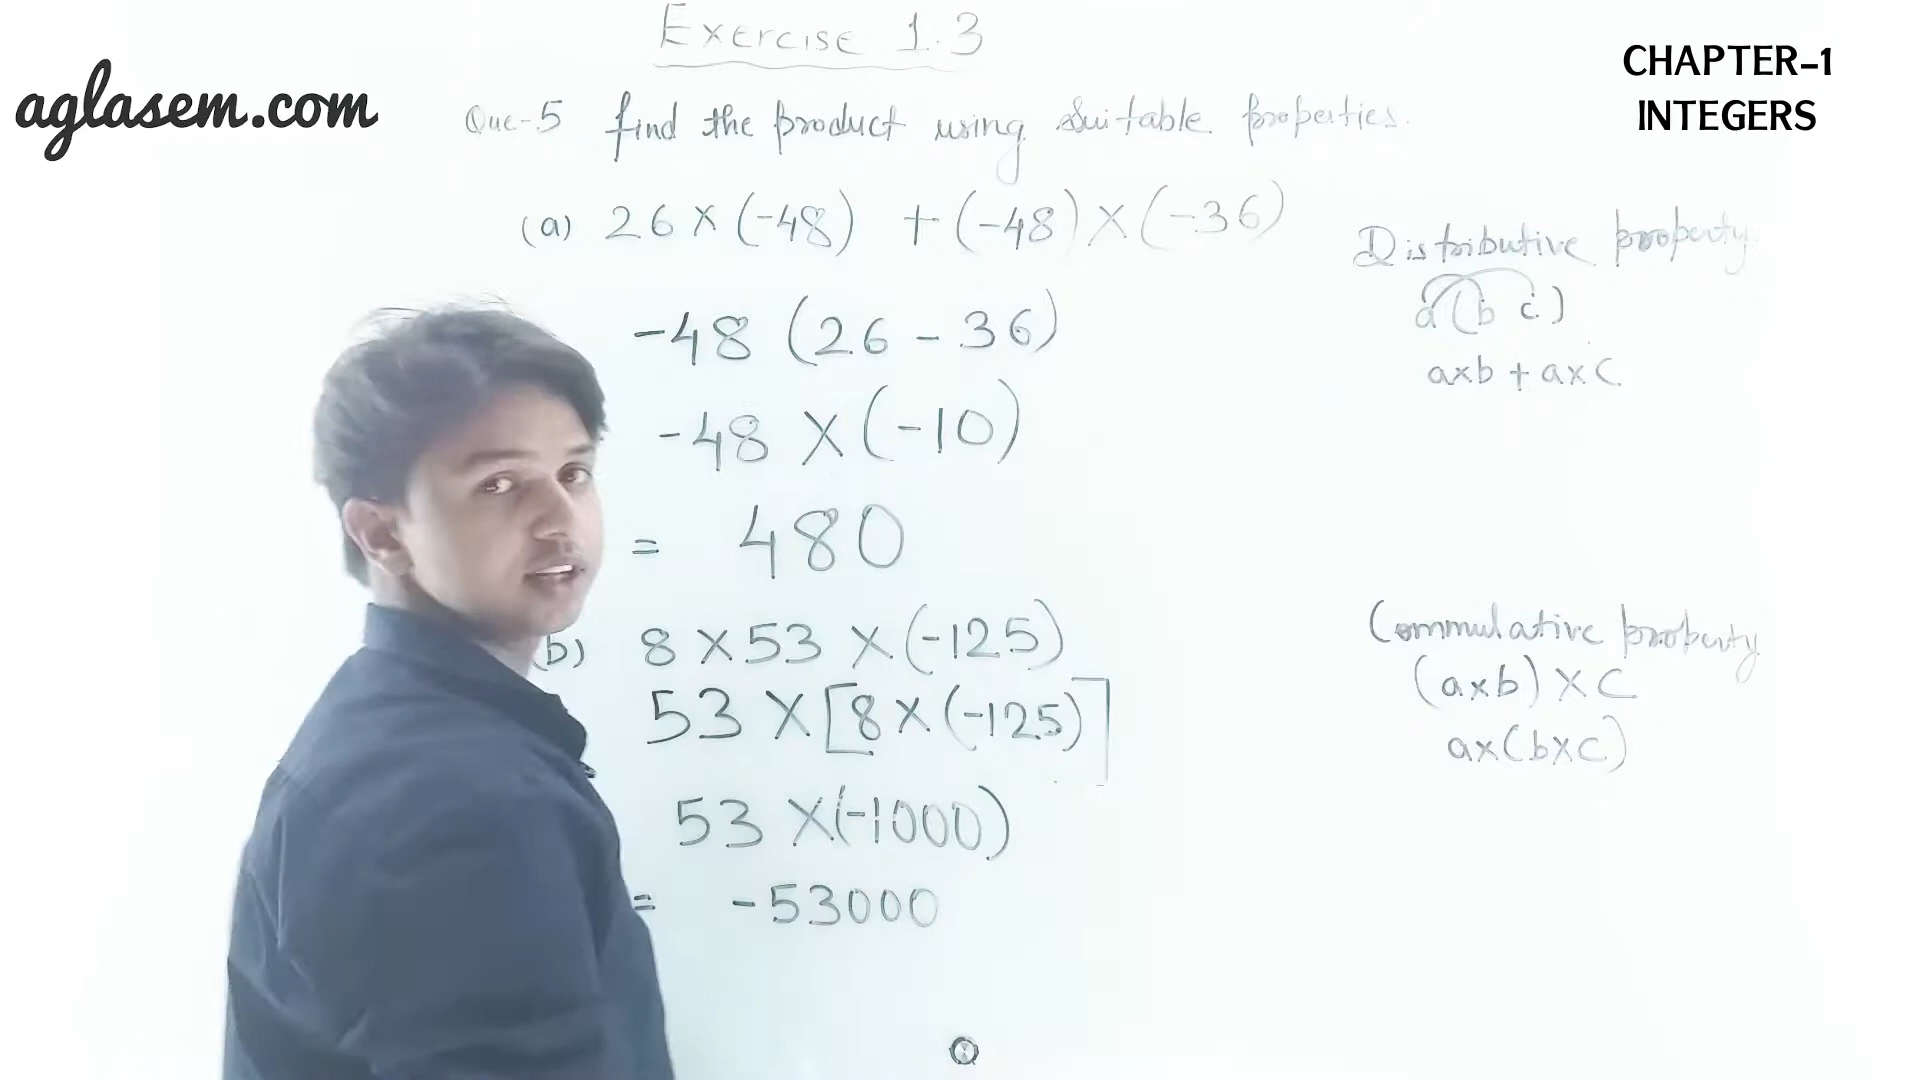 Exercise 1.3
aglasem.com
CHAPTER-1
INTEGERS
Que-5 find the product using suitable properties.
(a) 26 × (-48) + (-48) × (-36)
-48 (26 - 36)
-48 × (-10)
= 480
Distributive property
a (b c)
a×b + a×c
(b) 8 × 53 × (-125)
53 × [8 × (-125)]
53 × (-1000)
= -53000
Commulative property
(a×b) × c
a×(b×c)